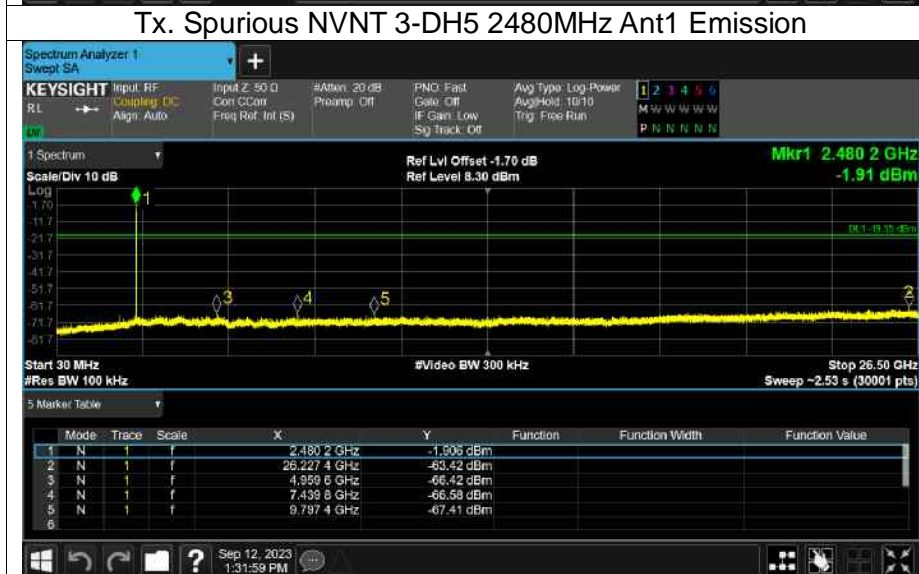 Tx. Spurious NVNT 3-DH5 2480MHz Ant1 Emission
Spectrum Analyzer 1
Swept SA
+
KEYSIGHT Input: RF Input Z: 50 Ω #Atten: 20 dB PNO: Fast Avg Type: Log-Power 1 2 3 4 5 6
RL Coupling: DC Corr CCorr Preamp: Off Gate: Off Avg|Hold: 10/10 M W W W W W
Align: Auto Freq Ref: Int (S) IF Gain: Low Trig: Free Run
Sig Track: Off P N N N N N
1 Spectrum Ref Lvl Offset -1.70 dB Mkr1 2.480 2 GHz
Scale/Div 10 dB Ref Level 8.30 dBm -1.91 dBm
Log
1
-1.70
-11.7
-21.7
-31.7
-41.7
-51.7
3 4 5 2
-61.7
-71.7
-81.7
Start 30 MHz #Video BW 300 kHz Stop 26.50 GHz
#Res BW 100 kHz Sweep ~2.53 s (30001 pts)
5 Marker Table
Mode Trace Scale X Y Function Function Width Function Value
1 N 1 f 2.480 2 GHz -1.906 dBm
2 N 1 f 26.227 4 GHz -63.42 dBm
3 N 1 f 4.959 6 GHz -66.42 dBm
4 N 1 f 7.439 8 GHz -66.58 dBm
5 N 1 f 9.797 4 GHz -67.41 dBm
6
? Sep 12, 2023
1:31:59 PM